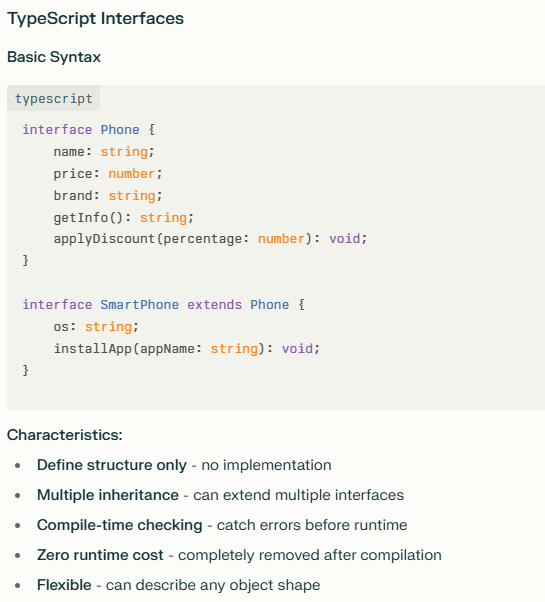 TypeScript Interfaces
Basic Syntax
typescript
interface Phone {
    name: string;
    price: number;
    brand: string;
    getInfo(): string;
    applyDiscount(percentage: number): void;
}
interface SmartPhone extends Phone {
    os: string;
    installApp(appName: string): void;
}
Characteristics:
• Define structure only - no implementation
• Multiple inheritance - can extend multiple interfaces
• Compile-time checking - catch errors before runtime
• Zero runtime cost - completely removed after compilation
• Flexible - can describe any object shape